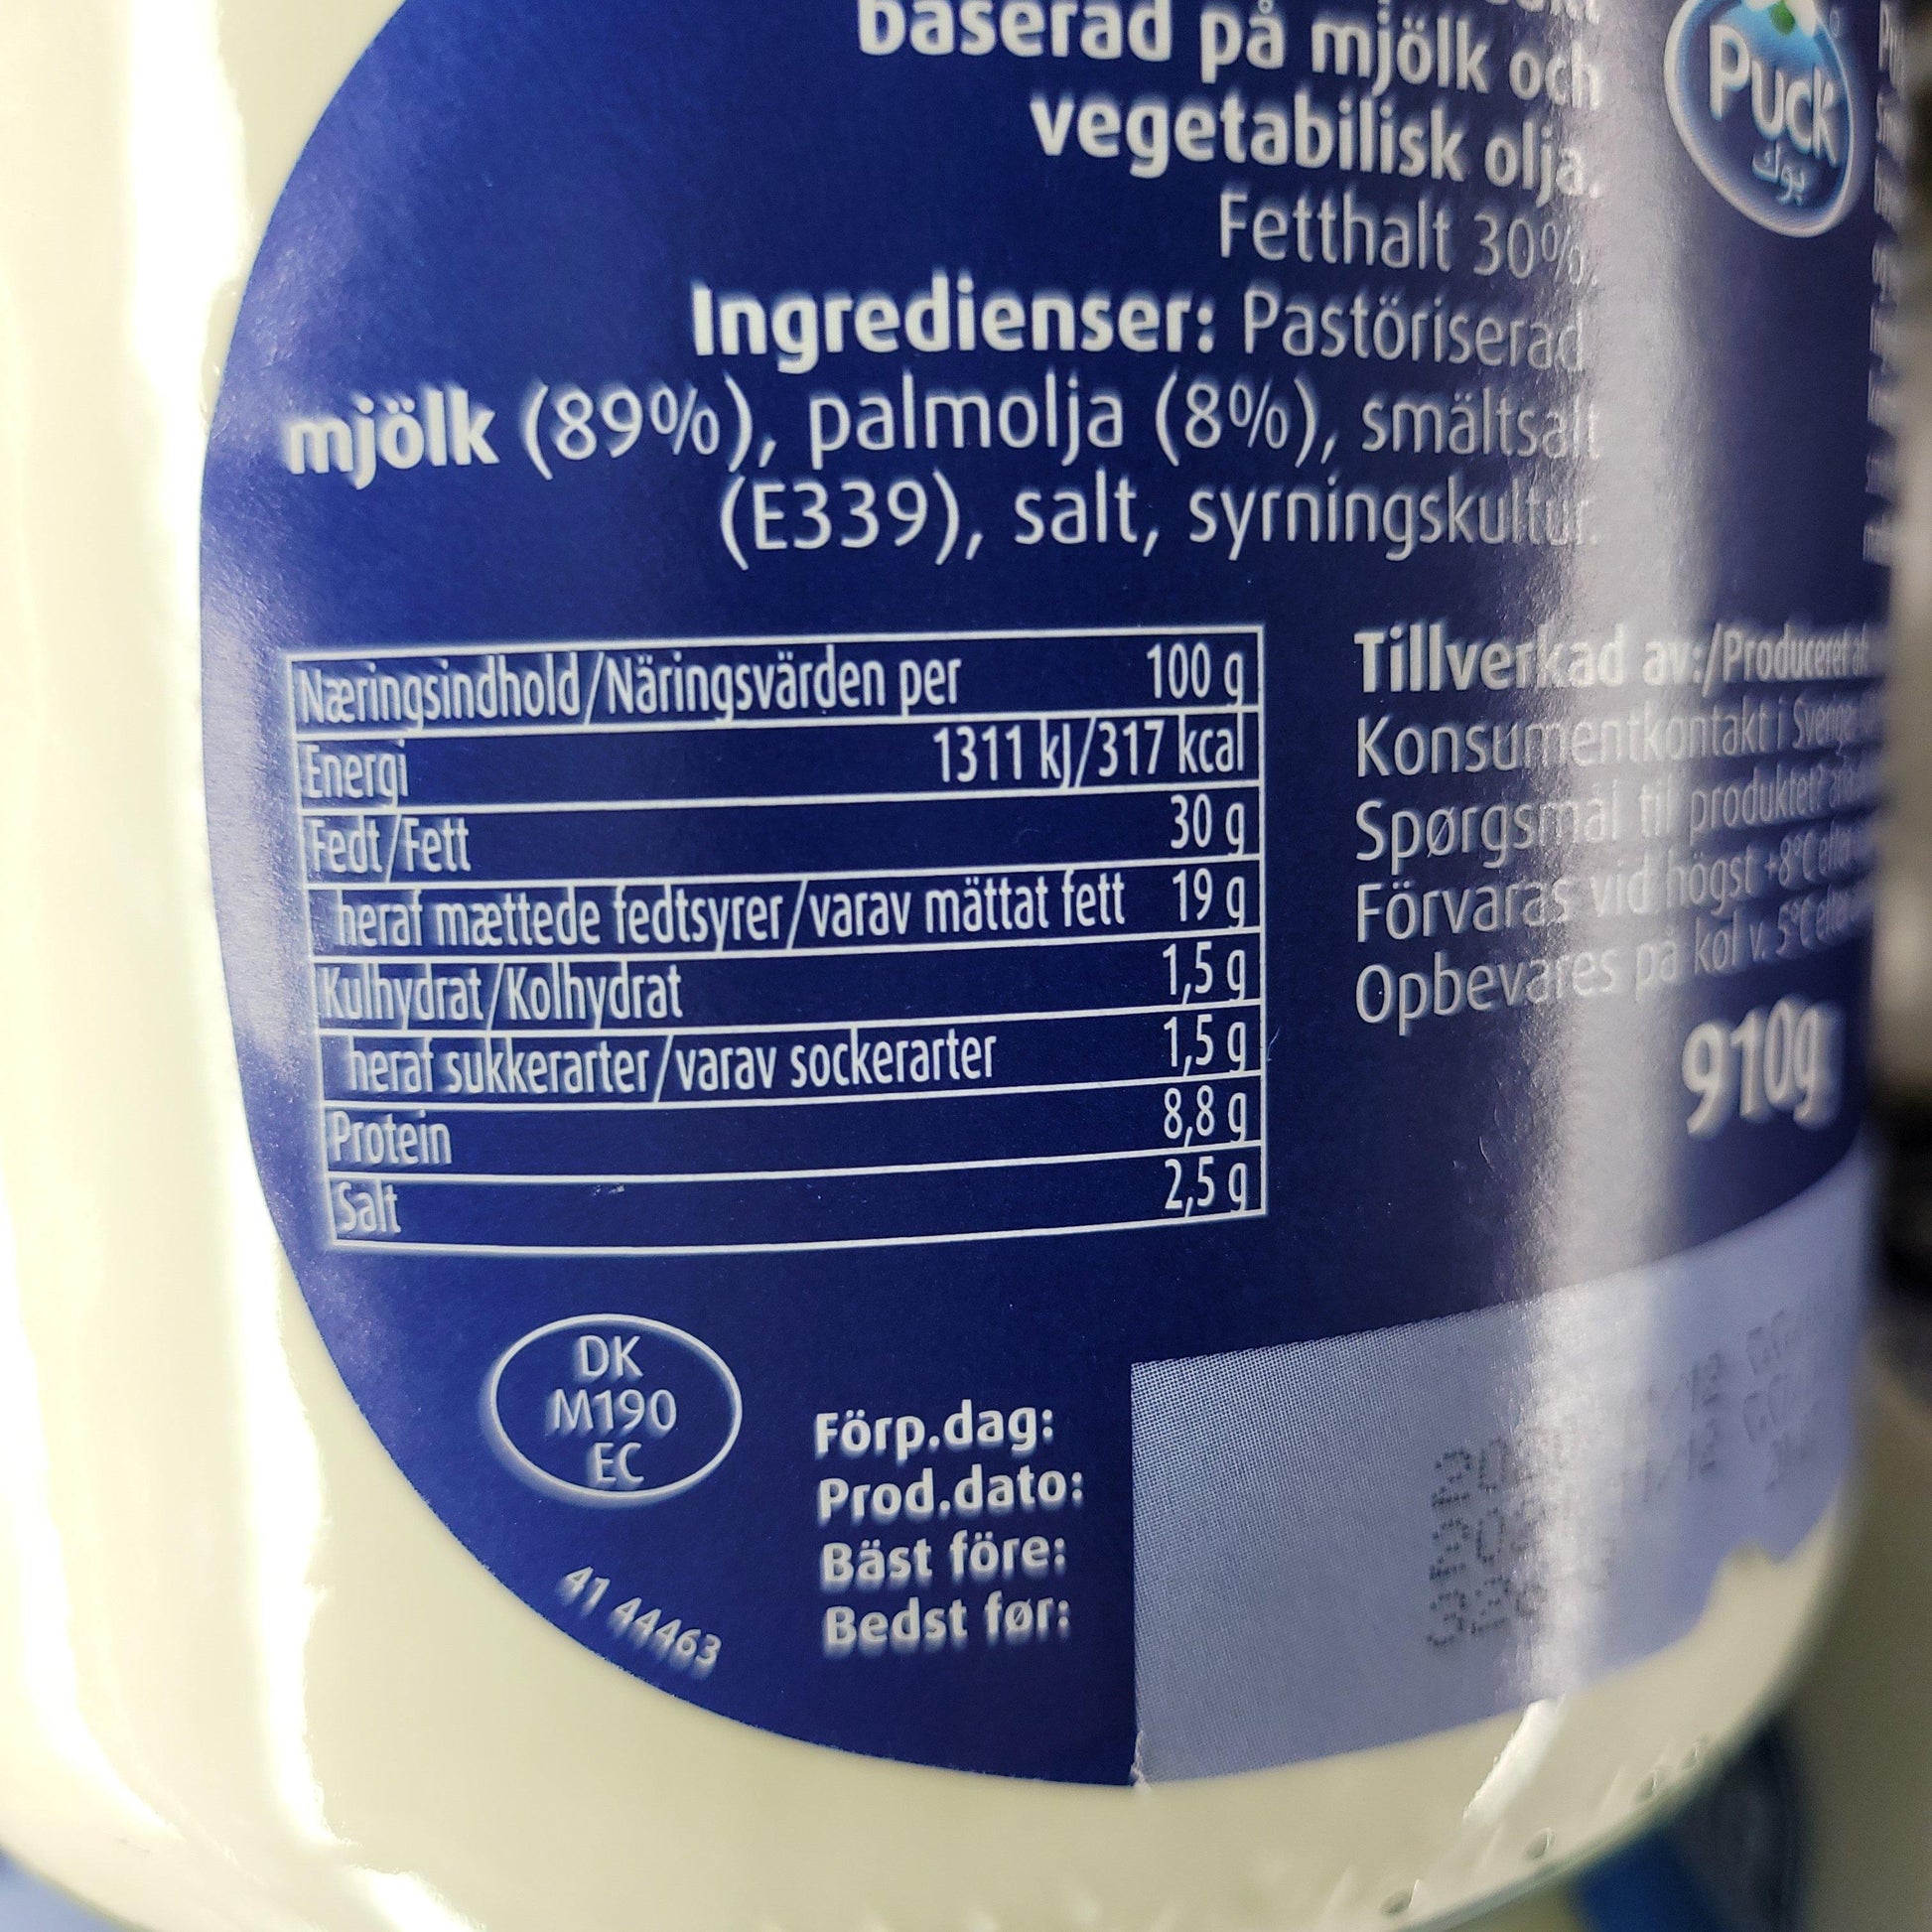 baserad på mjölk och
vegetabilisk olja.
Fetthalt 30%.
Ingredienser: Pastöriserad
mjölk (89%), palmolja (8%), smältsalt
(E339), salt, syrningskultur.
Puck
بوك
Næringsindhold/Näringsvärden per 100 g
Energi 1311 kJ/317 kcal
Fedt/Fett 30 g
heraf mættede fedtsyrer/varav mättat fett 19 g
Kulhydrat/Kolhydrat 1,5 g
heraf sukkerarter/varav sockerarter 1,5 g
Protein 8,8 g
Salt 2,5 g
Tillverkad av:/Produceret af:
Konsumentkontakt i Sverige
Spørgsmål til produktet?
Förvaras vid högst +8°C
Opbevares på køl v. 5°C
910g
DK
M190
EC
41 44463
Förp.dag:
Prod.dato:
Bäst före:
Bedst før: